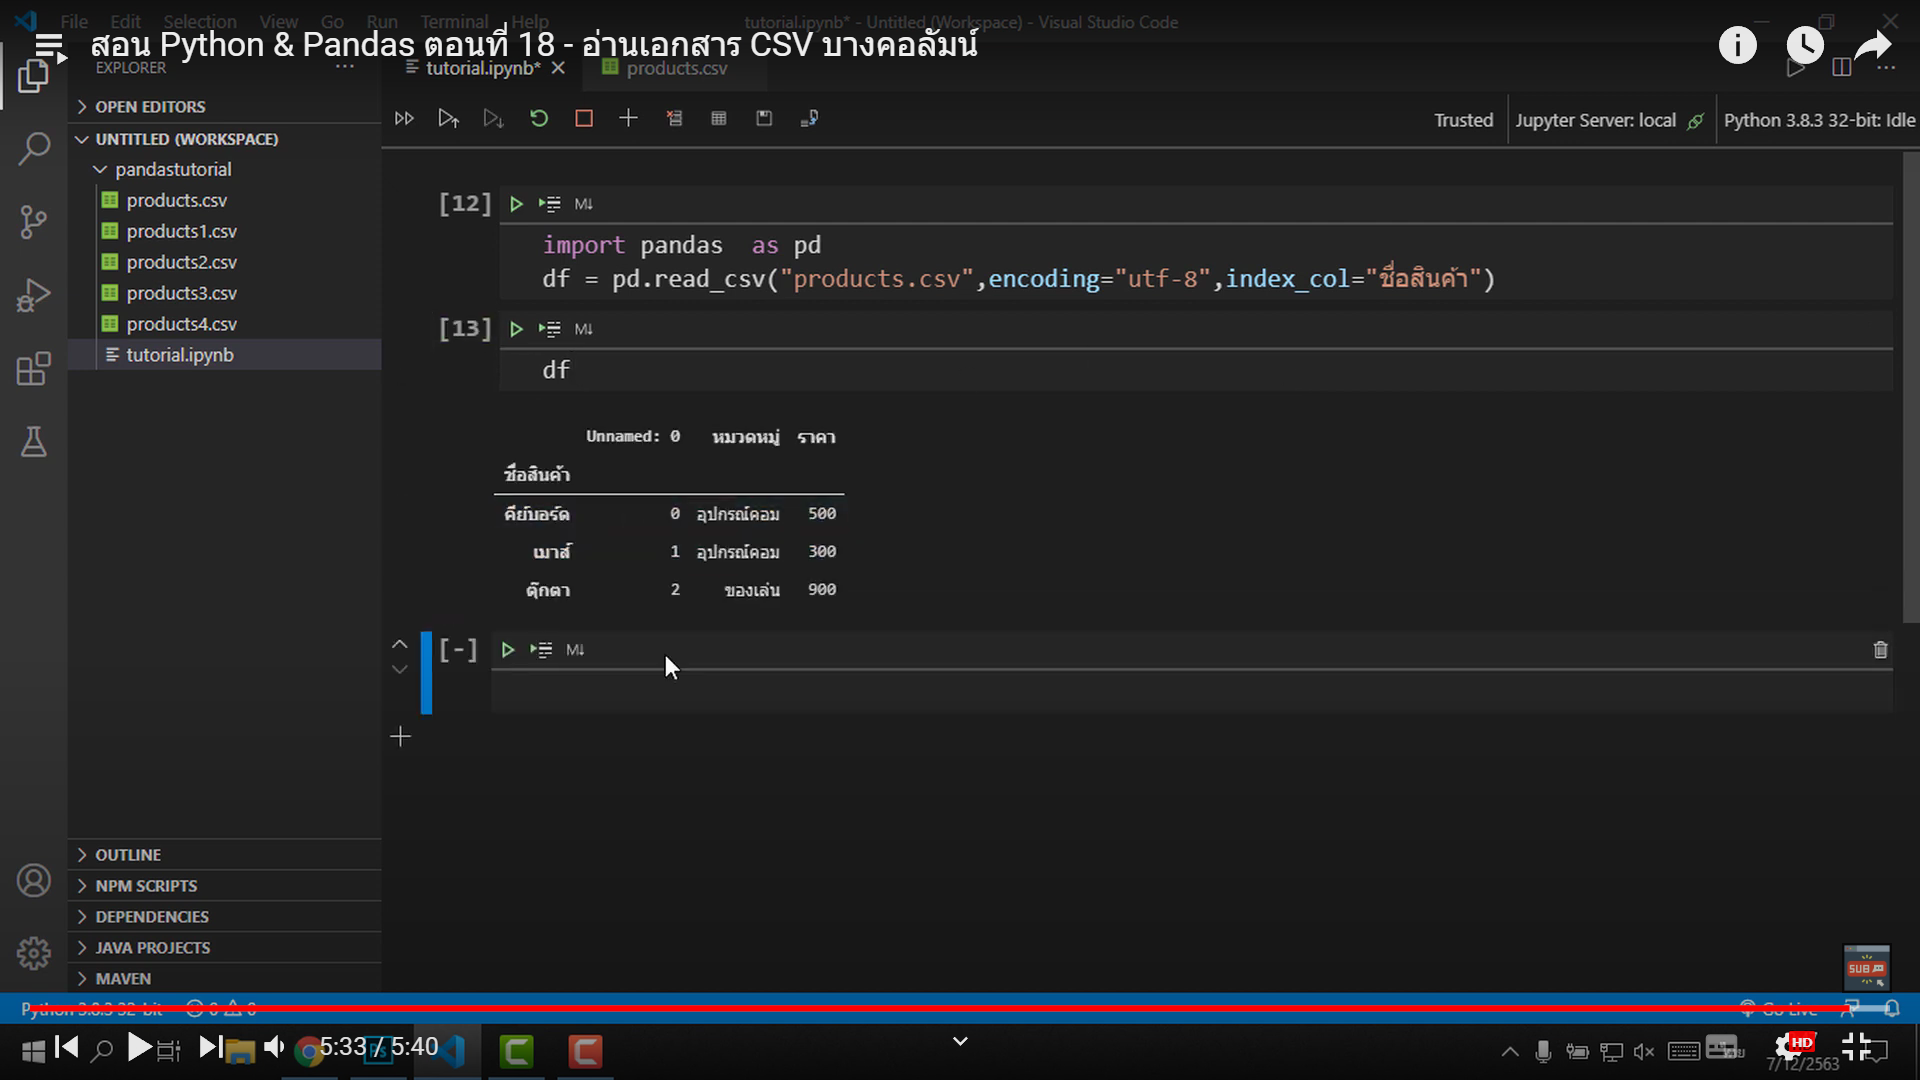 File Edit Selection View Go Run Terminal Help
tutorial.ipynb* - Untitled (Workspace) - Visual Studio Code
สอน Python & Pandas ตอนที่ 18 - อ่านเอกสาร CSV บางคอลัมน์
EXPLORER
tutorial.ipynb*
products.csv
OPEN EDITORS
UNTITLED (WORKSPACE)
pandastutorial
products.csv
products1.csv
products2.csv
products3.csv
products4.csv
tutorial.ipynb
Trusted
Jupyter Server: local
Python 3.8.3 32-bit: Idle
[12]
M↓
import pandas  as pd
df = pd.read_csv("products.csv",encoding="utf-8",index_col="ชื่อสินค้า")
[13]
M↓
df
Unnamed: 0 หมวดหมู่ ราคา
ชื่อสินค้า
คีย์บอร์ด 0 อุปกรณ์คอม 500
เมาส์ 1 อุปกรณ์คอม 300
ตุ๊กตา 2 ของเล่น 900
[-]
M↓
OUTLINE
NPM SCRIPTS
DEPENDENCIES
JAVA PROJECTS
MAVEN
SUB
Python 3.8.3 32-bit 0 0
Go Live
5:33 / 5:40
Ps
HD
7/12/2563